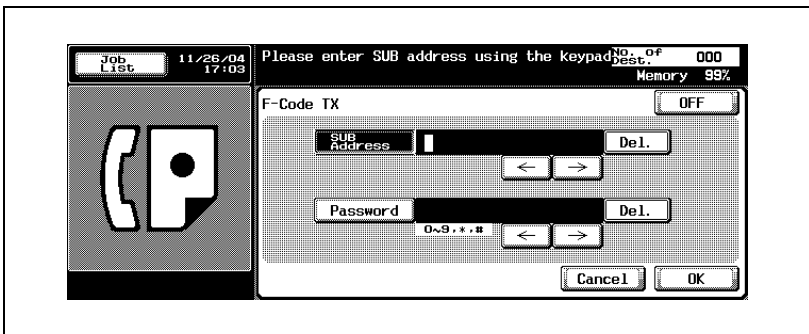 Job List
11/26/04
17:03
Please enter SUB address using the keypad
No. of Dest. 000
Memory 99%
F-Code TX
OFF
SUB Address
Del.
← →
Password
Del.
0~9,*,#
← →
Cancel
OK